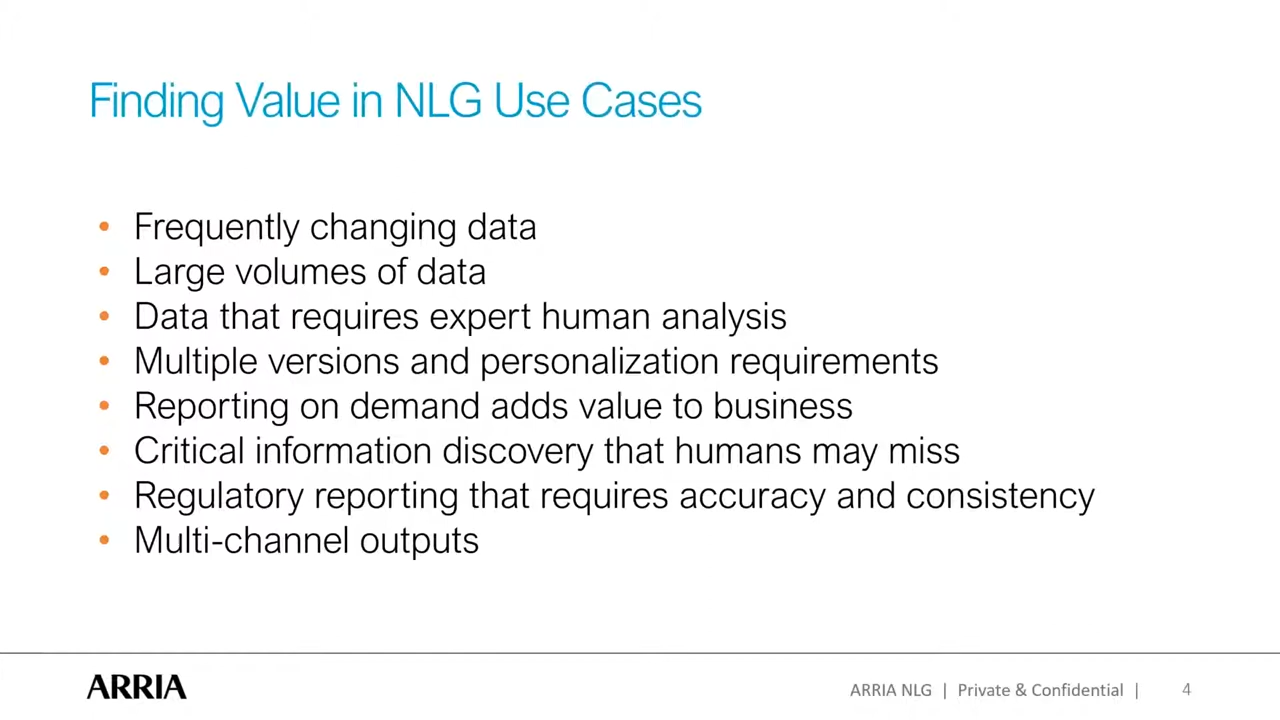 Finding Value in NLG Use Cases
• Frequently changing data
• Large volumes of data
• Data that requires expert human analysis
• Multiple versions and personalization requirements
• Reporting on demand adds value to business
• Critical information discovery that humans may miss
• Regulatory reporting that requires accuracy and consistency
• Multi-channel outputs
ARRIA
ARRIA NLG | Private & Confidential | 4